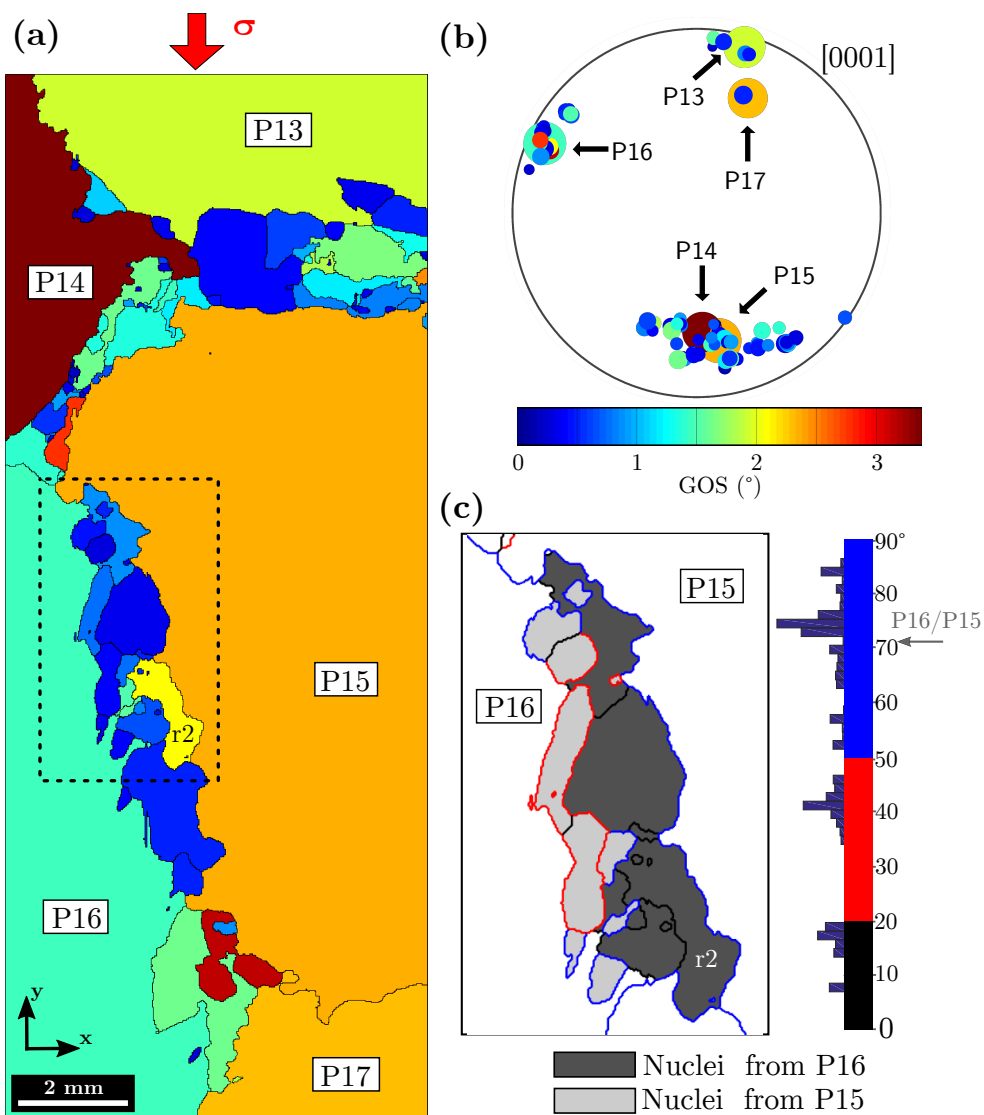 (a)
σ
P13
P14
P15
r2
P16
P17
y
x
2 mm
(b)
[0001]
P13
P17
P16
P14
P15
0 1 2 3
GOS (°)
(c)
P15
P16
r2
90°
80
P16/P15
70
60
50
40
30
20
10
0
Nuclei from P16
Nuclei from P15